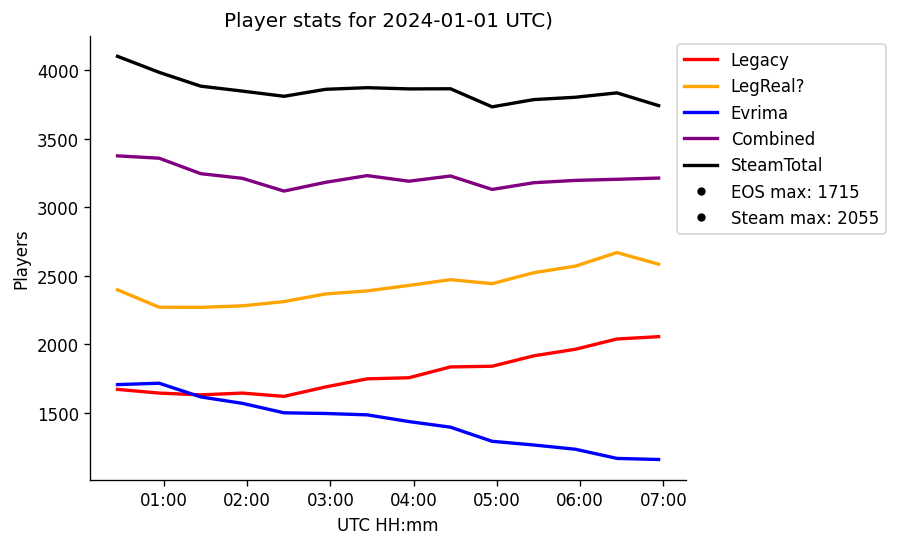 Player stats for 2024-01-01 UTC)
Legacy
LegReal?
Evrima
Combined
SteamTotal
EOS max: 1715
Steam max: 2055
Players
4000
3500
3000
2500
2000
1500
01:00 02:00 03:00 04:00 05:00 06:00 07:00
UTC HH:mm